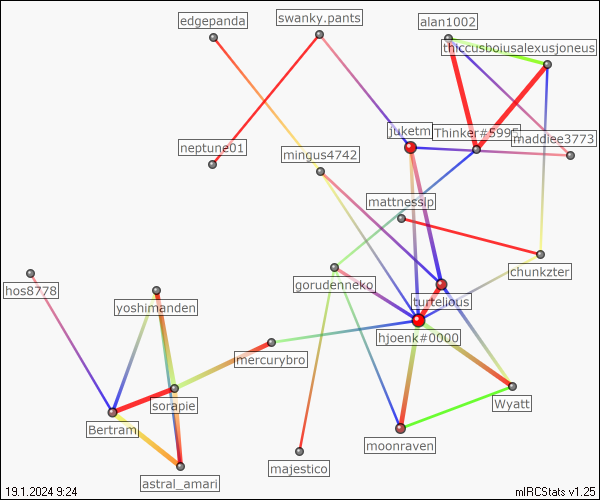 edgepanda
swanky.pants
alan1002
thiccusboiusalexusjoneus
neptune01
mingus4742
juketm
Thinker#5995
maddiee3773
mattnesslp
hos8778
yoshimanden
gorudenneko
turtelious
chunkzter
hjoenk#0000
mercurybro
sorapie
Wyatt
Bertram
moonraven
majestico
astral_amari
19.1.2024 9:24
mIRCStats v1.25